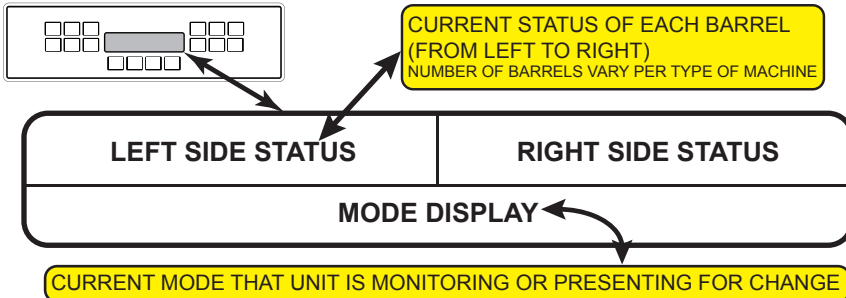 CURRENT STATUS OF EACH BARREL
(FROM LEFT TO RIGHT)
NUMBER OF BARRELS VARY PER TYPE OF MACHINE
LEFT SIDE STATUS
RIGHT SIDE STATUS
MODE DISPLAY
CURRENT MODE THAT UNIT IS MONITORING OR PRESENTING FOR CHANGE